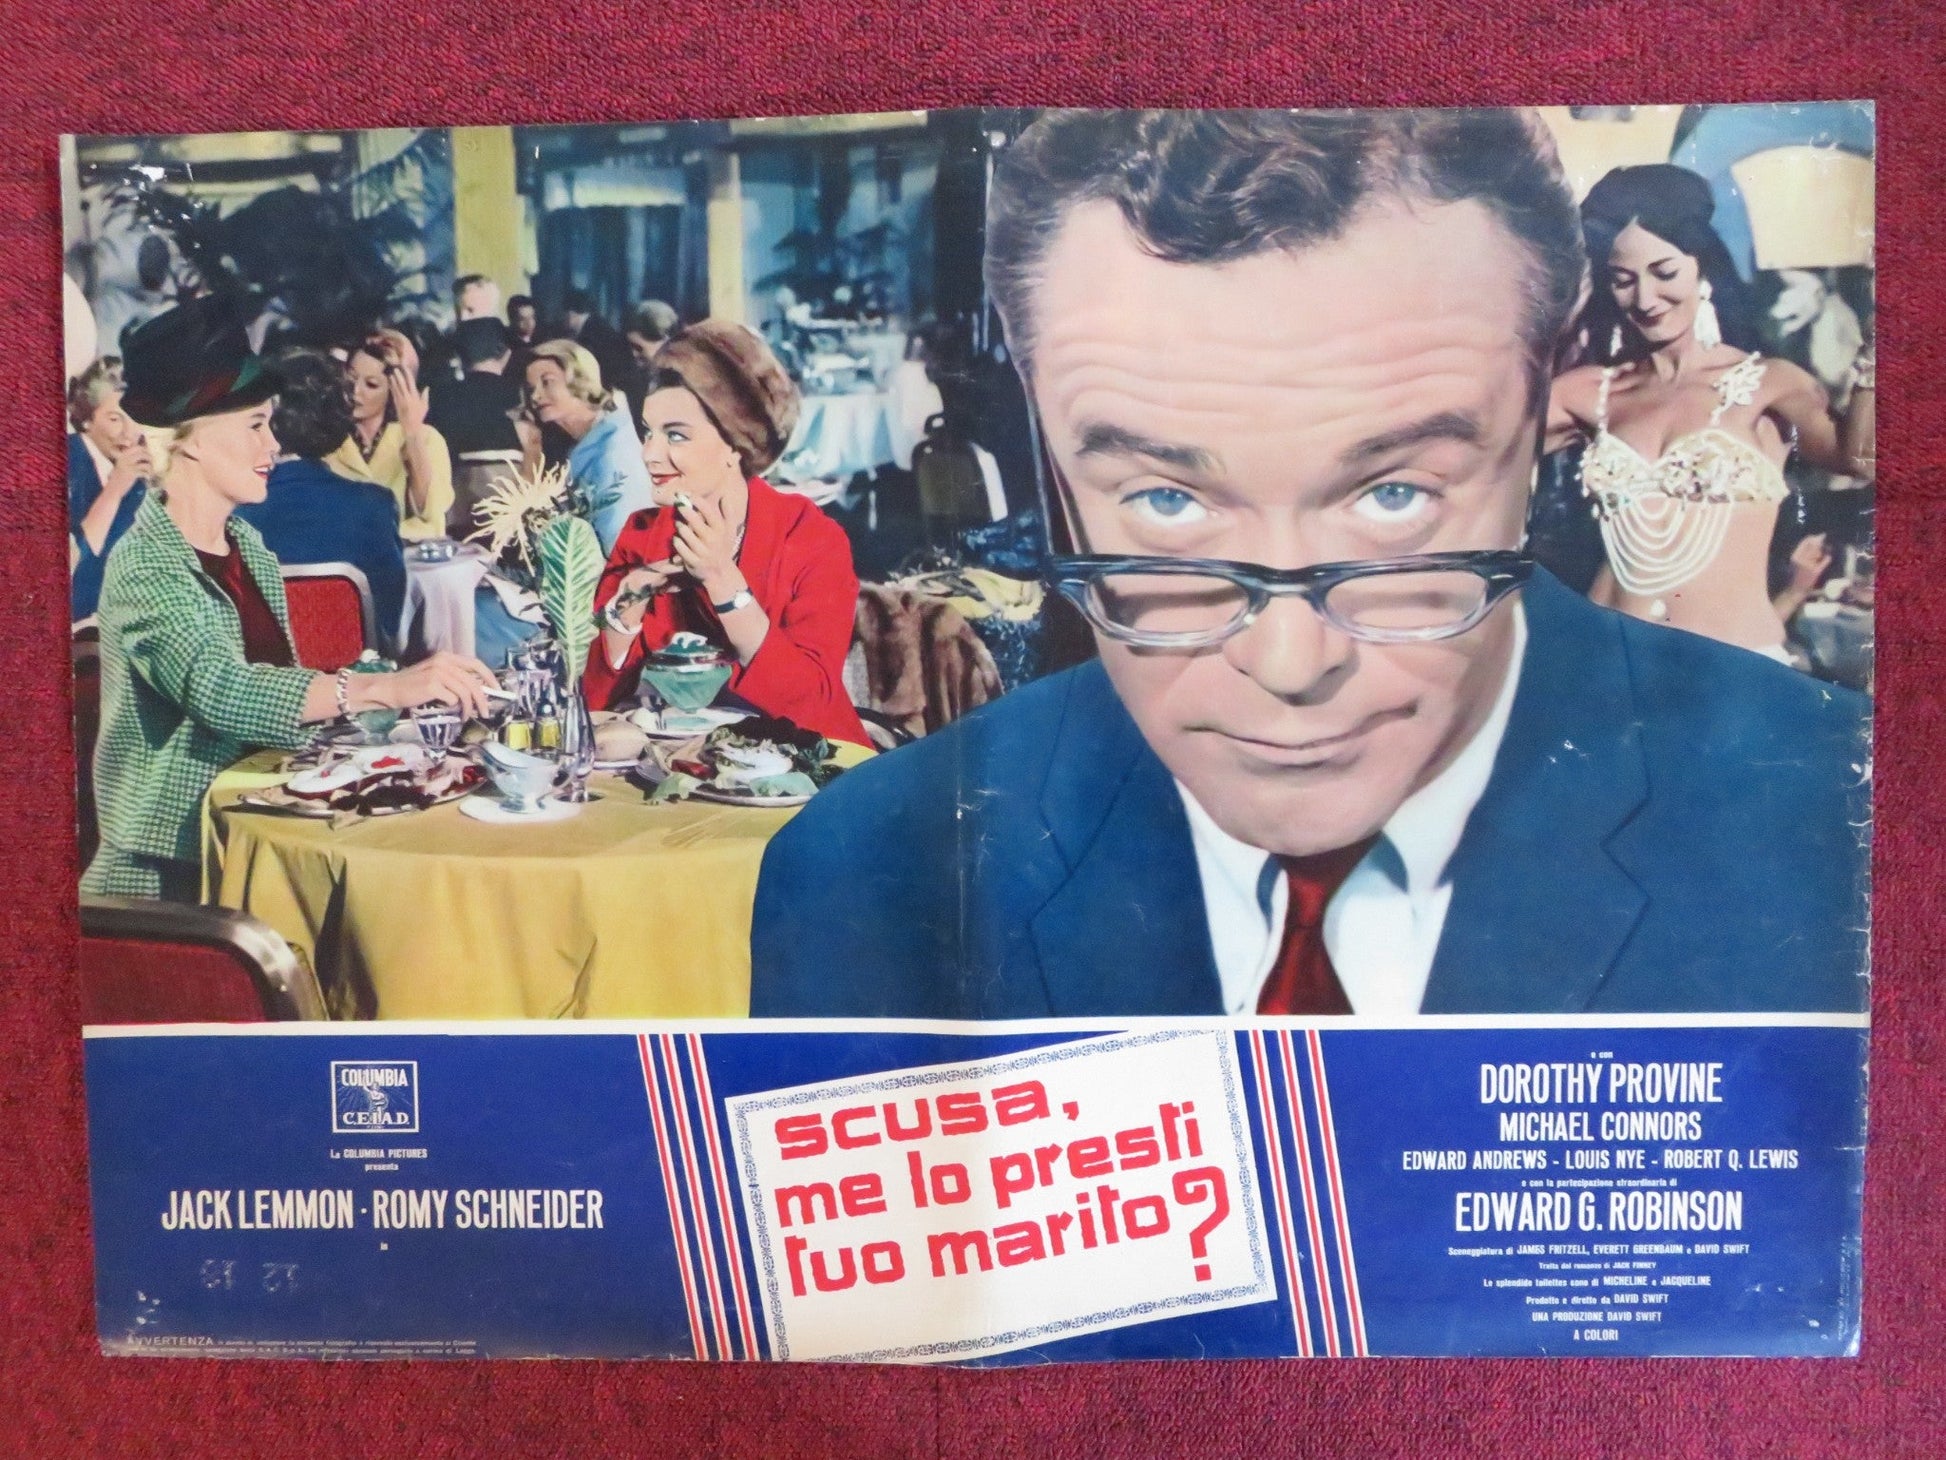 COLUMBIA
C.E.I.A.D.
La COLUMBIA PICTURES
presenta
JACK LEMMON · ROMY SCHNEIDER
in
AVVERTENZA
scusa,
me lo presti
tuo marito?
e con
DOROTHY PROVINE
MICHAEL CONNORS
EDWARD ANDREWS - LOUIS NYE - ROBERT Q. LEWIS
e con la partecipazione straordinaria di
EDWARD G. ROBINSON
Sceneggiatura di JAMES FRITZELL, EVERETT GREENBAUM e DAVID SWIFT
Tratto dal romanzo di JACK FINNEY
Le splendide toilettes sono di MICHELINE e JACQUELINE
Prodotto e diretto da DAVID SWIFT
UNA PRODUZIONE DAVID SWIFT
A COLORI